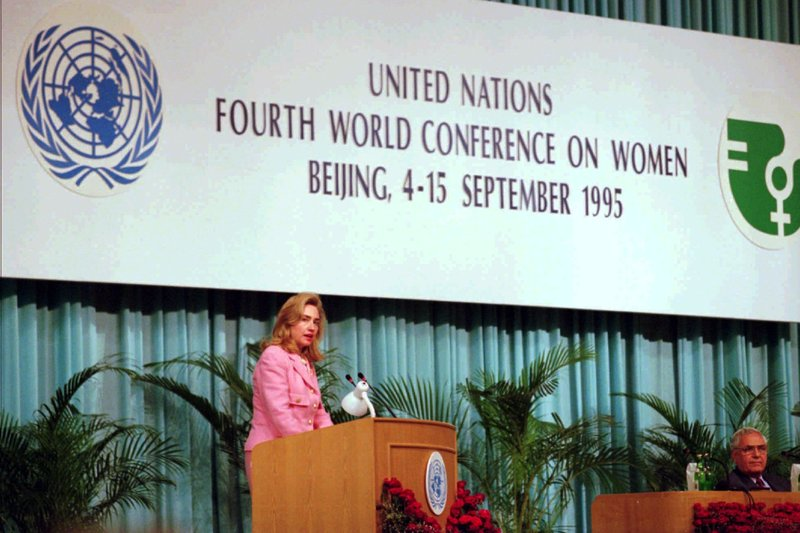 UNITED NATIONS
FOURTH WORLD CONFERENCE ON WOMEN
BEIJING, 4-15 SEPTEMBER 1995